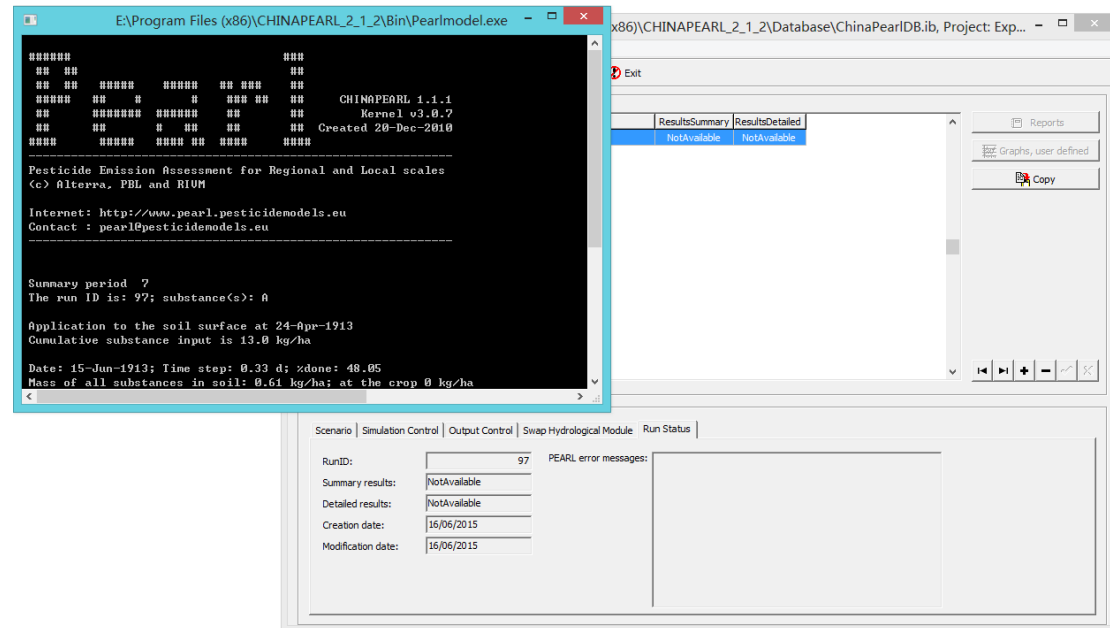 E:\Program Files (x86)\CHINAPEARL_2_1_2\Bin\Pearlmodel.exe
x86)\CHINAPEARL_2_1_2\Database\ChinaPearlDB.ib, Project: Exp...
Exit
CHINAPEARL 1.1.1
Kernel v3.0.7
Created 20-Dec-2010
Pesticide Emission Assessment for Regional and Local scales
(c) Alterra, PBL and RIVM
Internet: http://www.pearl.pesticidemodels.eu
Contact : pearl@pesticidemodels.eu
Summary period 7
The run ID is: 97; substance(s): A
Application to the soil surface at 24-Apr-1913
Cumulative substance input is 13.0 kg/ha
Date: 15-Jun-1913; Time step: 0.33 d; %done: 48.05
Mass of all substances in soil: 0.61 kg/ha; at the crop 0 kg/ha
ResultsSummary ResultsDetailed
NotAvailable NotAvailable
Reports
Graphs, user defined
Copy
Scenario Simulation Control Output Control Swap Hydrological Module Run Status
RunID: 97 PEARL error messages:
Summary results: NotAvailable
Detailed results: NotAvailable
Creation date: 16/06/2015
Modification date: 16/06/2015